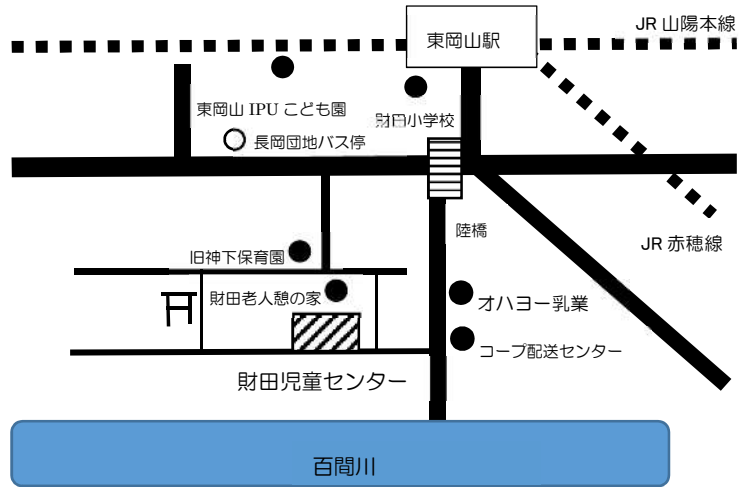 JR 山陽本線
東岡山駅
東岡山 IPU こども園
財田小学校
長岡団地バス停
陸橋
JR 赤穂線
旧神下保育園
財田老人憩の家
オハヨー乳業
コープ配送センター
財田児童センター
百間川